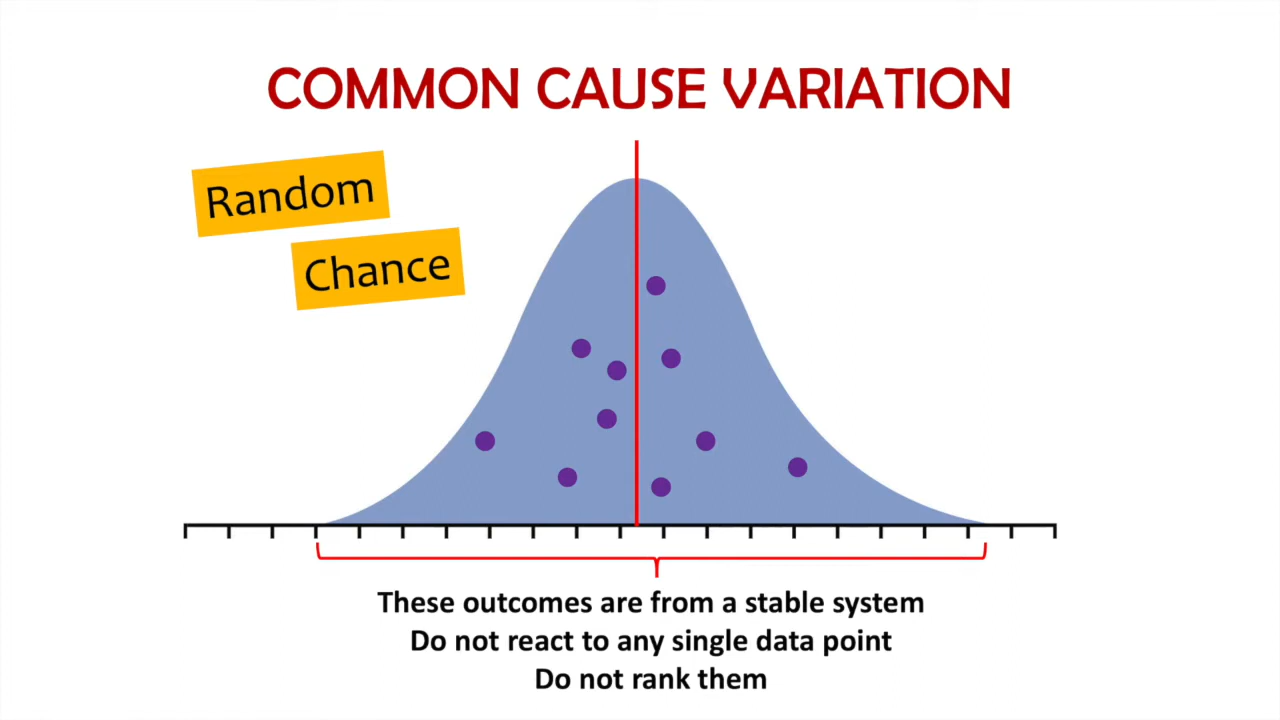 COMMON CAUSE VARIATION
Random
Chance
These outcomes are from a stable system
Do not react to any single data point
Do not rank them